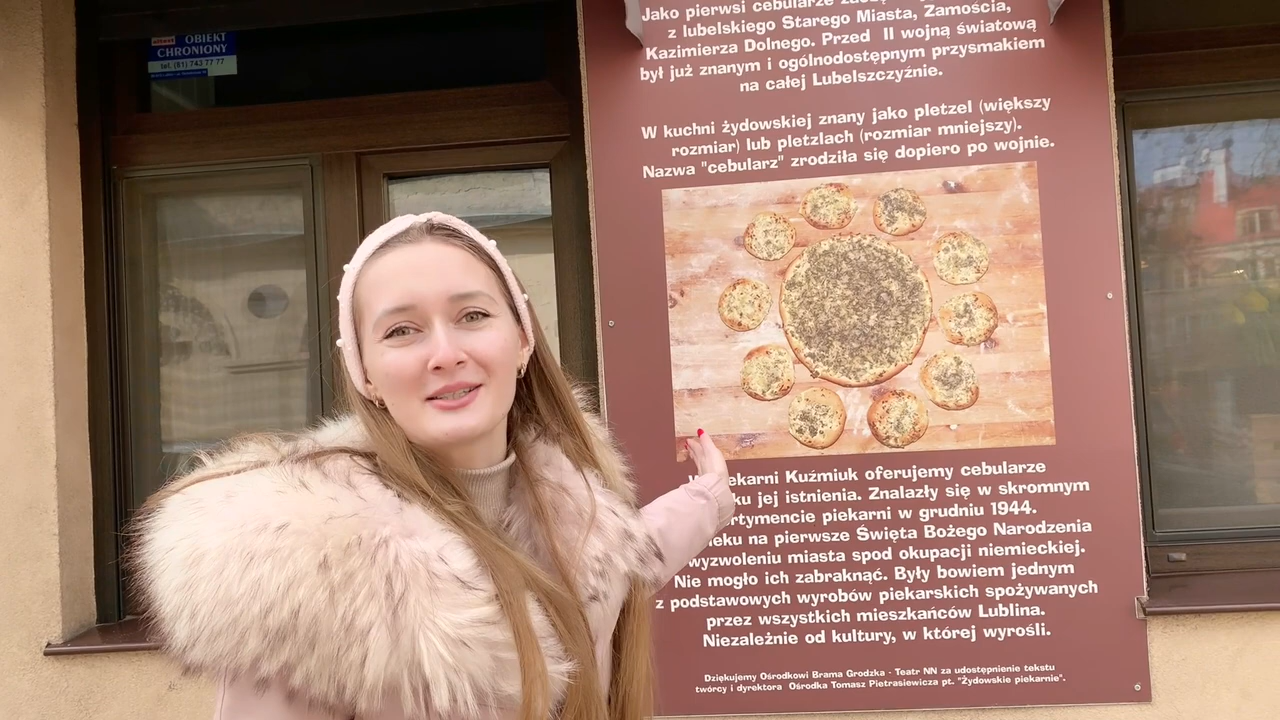 OBIEKT
CHRONIONY
tel. (81) 743 77 77
Jako pierwsi cebularze
z lubelskiego Starego Miasta, Zamościa,
Kazimierza Dolnego. Przed II wojną światową
był już znanym i ogólnodostępnym przysmakiem
na całej Lubelszczyźnie.
W kuchni żydowskiej znany jako pletzel (większy
rozmiar) lub pletzlach (rozmiar mniejszy).
Nazwa "cebularz" zrodziła się dopiero po wojnie.
Kuźmiuk oferujemy cebularze
jej istnienia. Znalazły się w skromnym
piekarni w grudniu 1944.
na pierwsze Święta Bożego Narodzenia
wyzwoleniu miasta spod okupacji niemieckiej.
Nie mogło ich zabraknąć. Były bowiem jednym
z podstawowych wyrobów piekarskich spożywanych
przez wszystkich mieszkańców Lublina.
Niezależnie od kultury, w której wyrośli.
Dziękujemy Ośrodkowi Brama Grodzka - Teatr NN za udostępnienie tekstu
twórcy i dyrektora Ośrodka Tomasz Pietrasiewicza pt. "Żydowskie piekarnie".